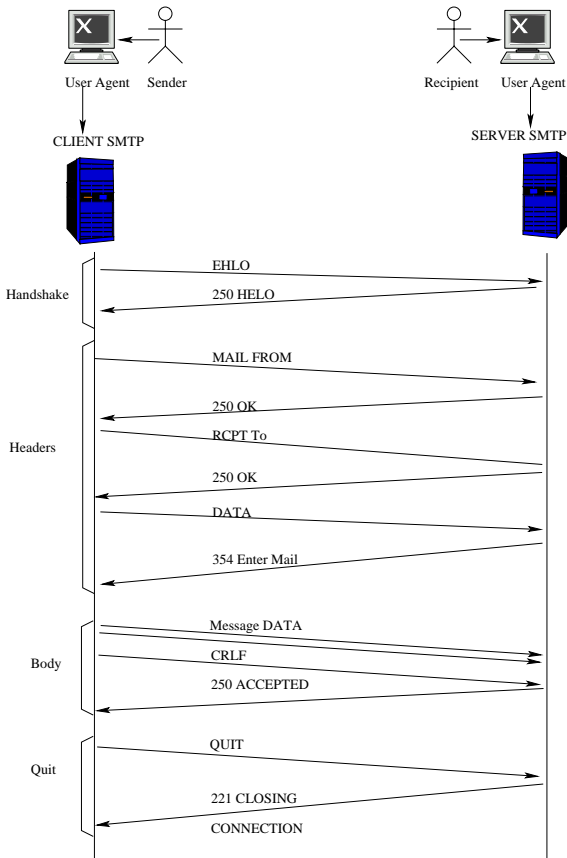 X
X
User Agent Sender
Recipient User Agent
CLIENT SMTP
SERVER SMTP
Handshake
EHLO
250 HELO
Headers
MAIL FROM
250 OK
RCPT To
250 OK
DATA
354 Enter Mail
Body
Message DATA
CRLF
250 ACCEPTED
Quit
QUIT
221 CLOSING
CONNECTION